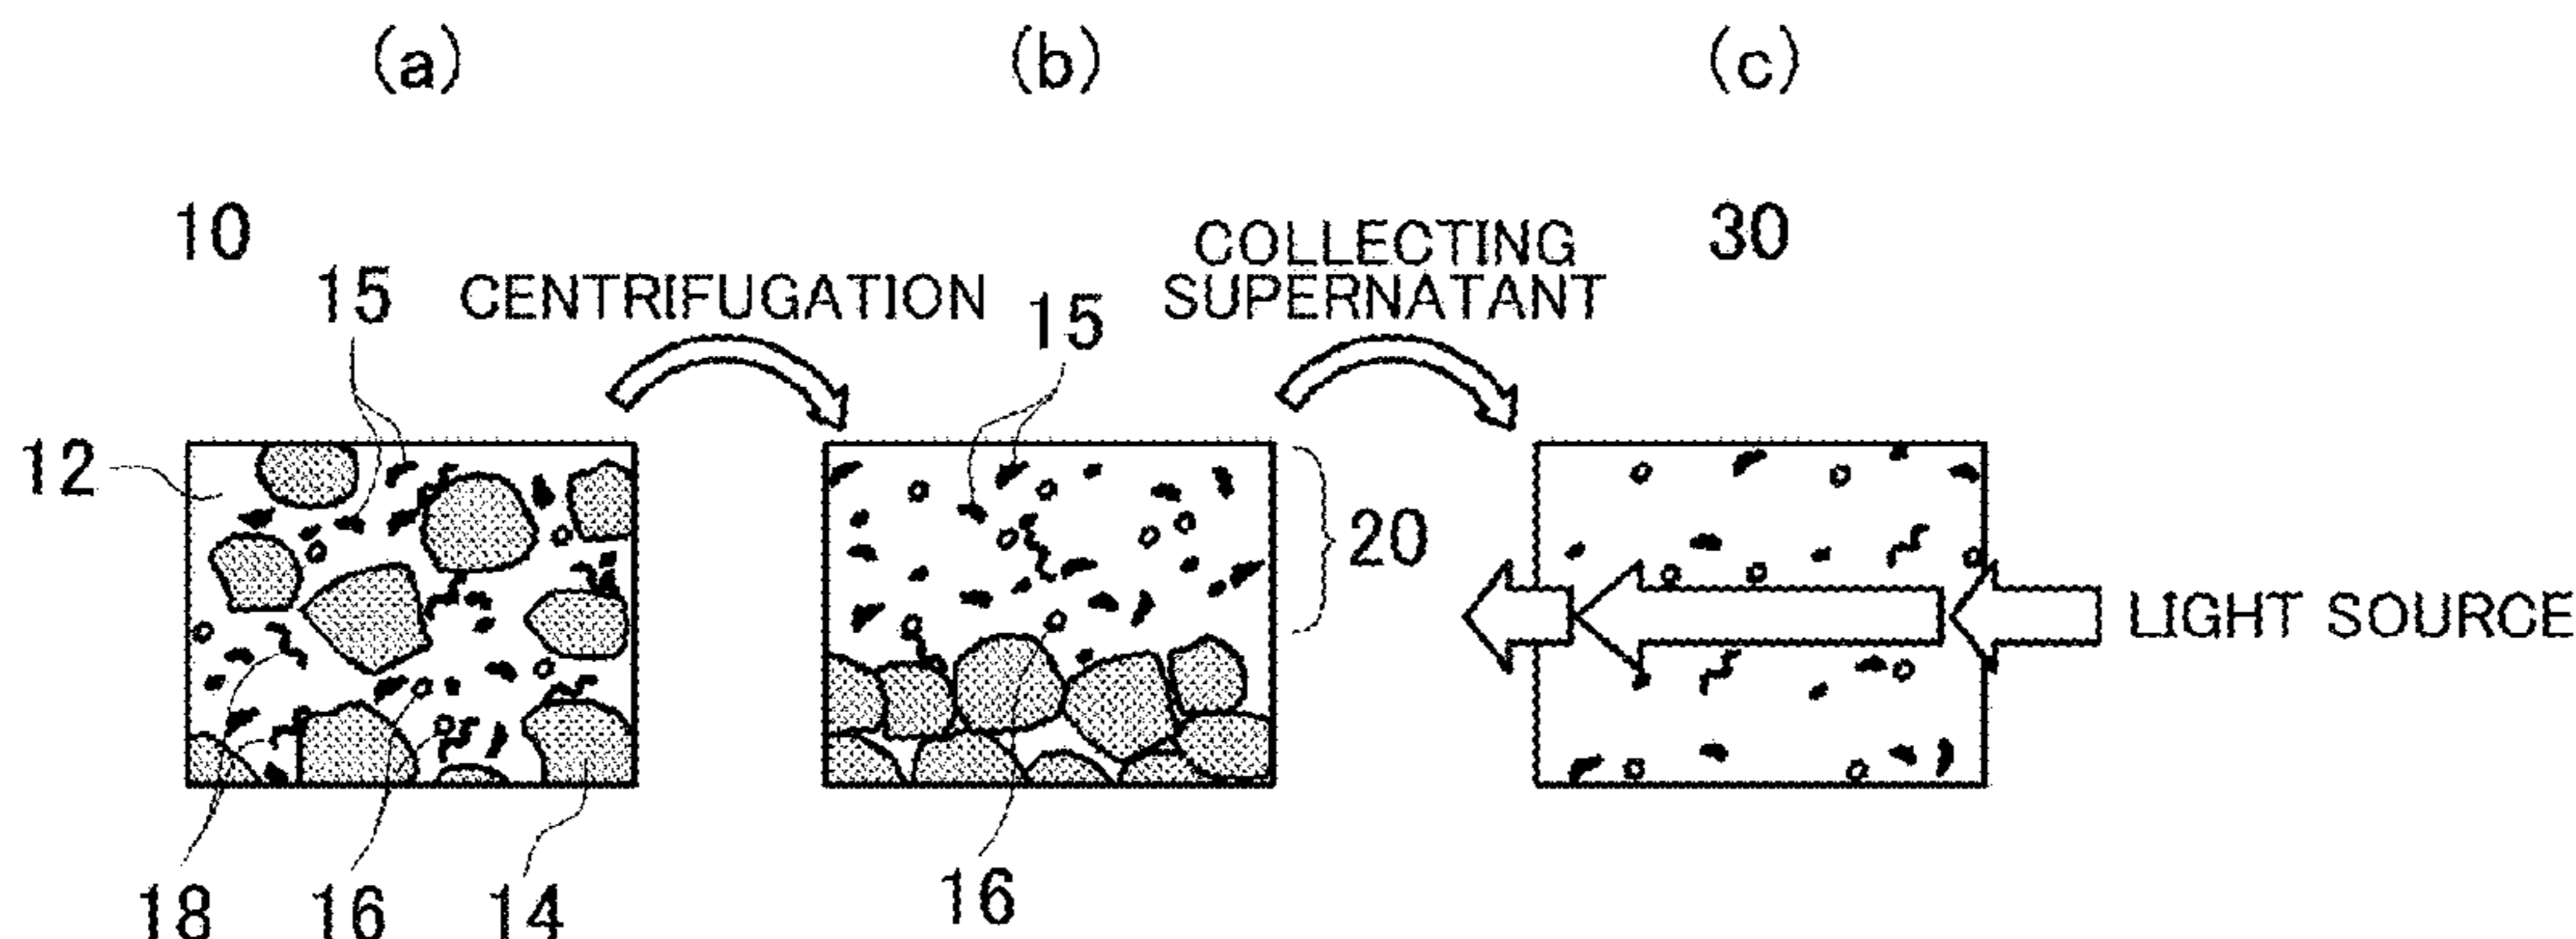 (a)
(b)
(c)
10
15
CENTRIFUGATION
15
COLLECTING
SUPERNATANT
30
12
20
LIGHT SOURCE
18
16
14
16